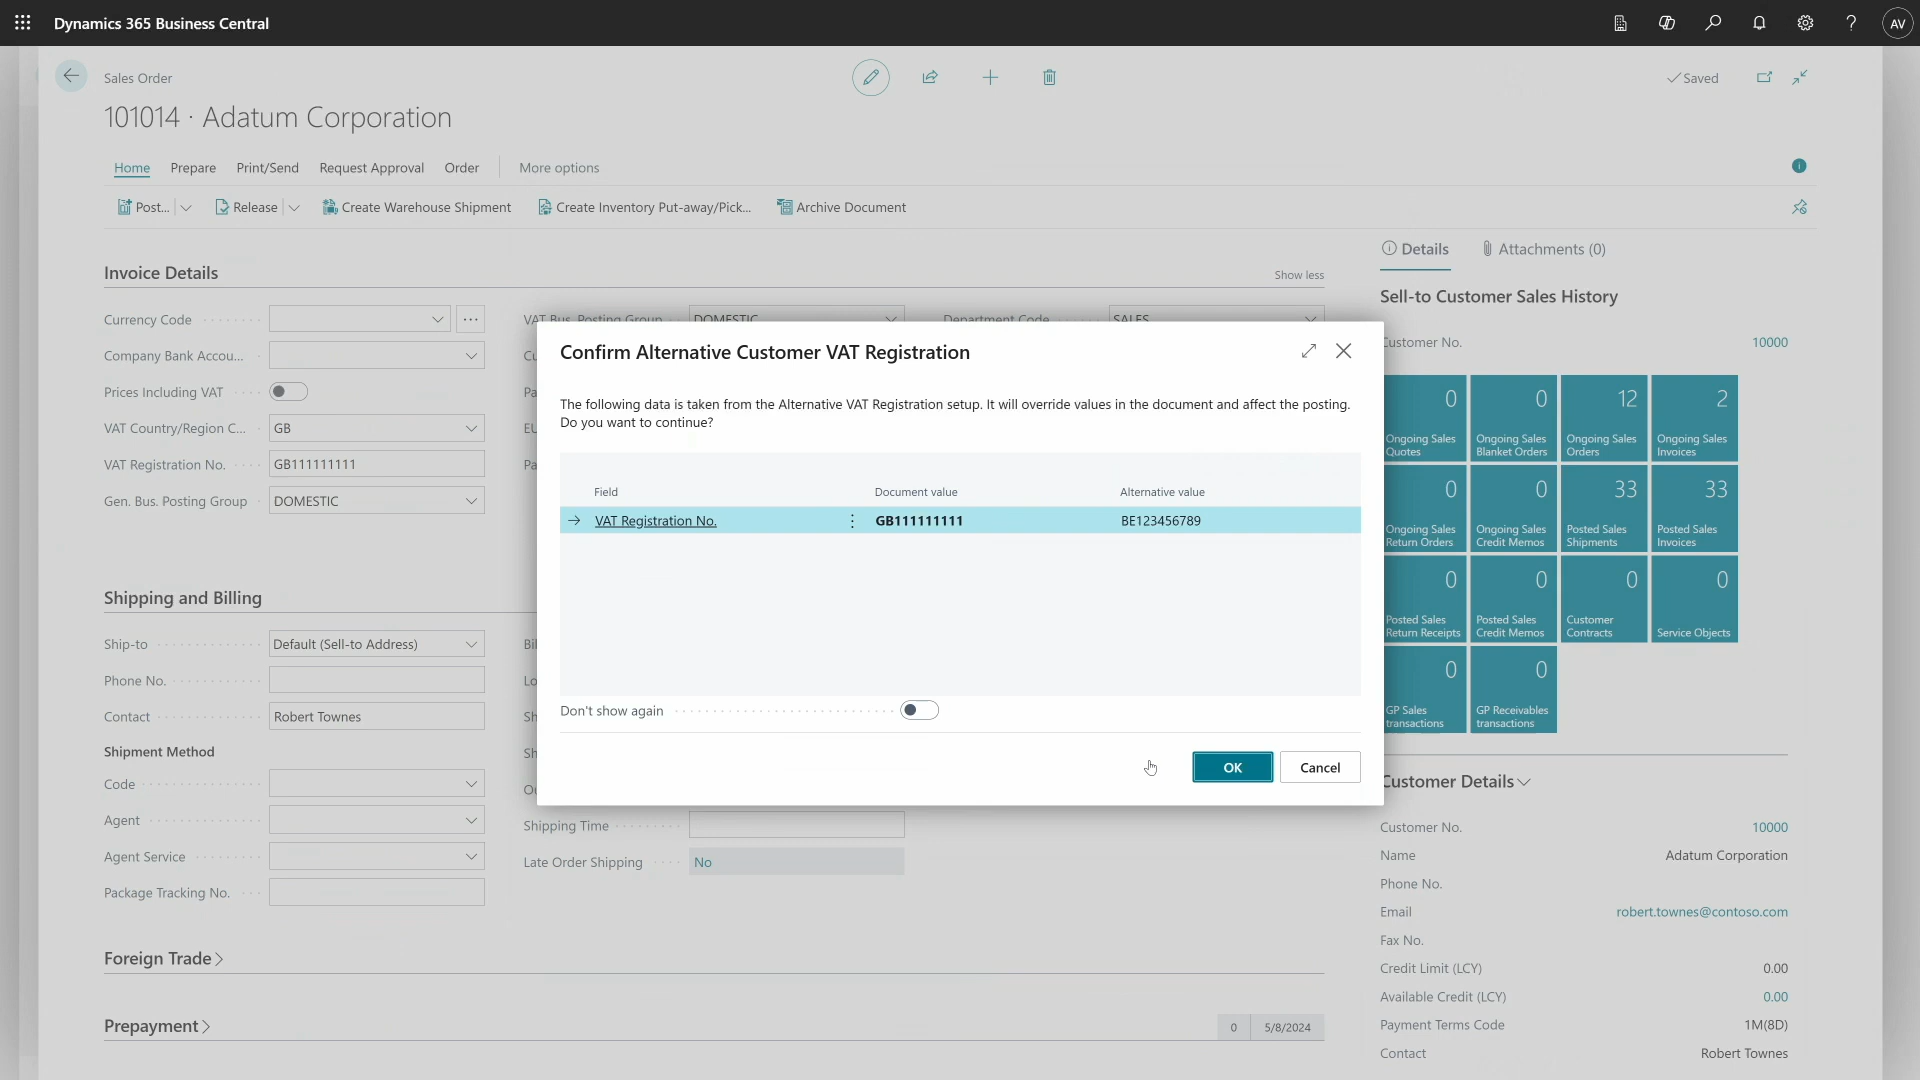 Dynamics 365 Business Central
AV
Sales Order
Saved
101014 · Adatum Corporation
Home Prepare Print/Send Request Approval Order More options
Post... Release Create Warehouse Shipment Create Inventory Put-away/Pick... Archive Document
Details Attachments (0)
Invoice Details
Show less
Sell-to Customer Sales History
Currency Code
VAT Bus. Posting Group DOMESTIC
Department Code SALES
Customer No. 10000
Company Bank Accou...
Prices Including VAT
VAT Country/Region C... GB
VAT Registration No. GB111111111
Gen. Bus. Posting Group DOMESTIC
Confirm Alternative Customer VAT Registration
The following data is taken from the Alternative VAT Registration setup. It will override values in the document and affect the posting.
Do you want to continue?
Field Document value Alternative value
VAT Registration No. GB111111111 BE123456789
Don't show again
OK Cancel
0 0 12 2
Ongoing Sales Ongoing Sales Ongoing Sales Ongoing Sales
Quotes Blanket Orders Orders Invoices
0 0 33 33
Ongoing Sales Ongoing Sales Posted Sales Posted Sales
Return Orders Credit Memos Shipments Invoices
0 0 0 0
Posted Sales Posted Sales Customer
Return Receipts Credit Memos Contracts Service Objects
0 0
GP Sales GP Receivables
transactions transactions
Shipping and Billing
Ship-to Default (Sell-to Address)
Phone No.
Contact Robert Townes
Shipment Method
Code
Agent
Shipping Time
Agent Service
Late Order Shipping No
Package Tracking No.
Foreign Trade
Prepayment
0 5/8/2024
Customer Details
Customer No. 10000
Name Adatum Corporation
Phone No.
Email robert.townes@contoso.com
Fax No.
Credit Limit (LCY) 0.00
Available Credit (LCY) 0.00
Payment Terms Code 1M(8D)
Contact Robert Townes